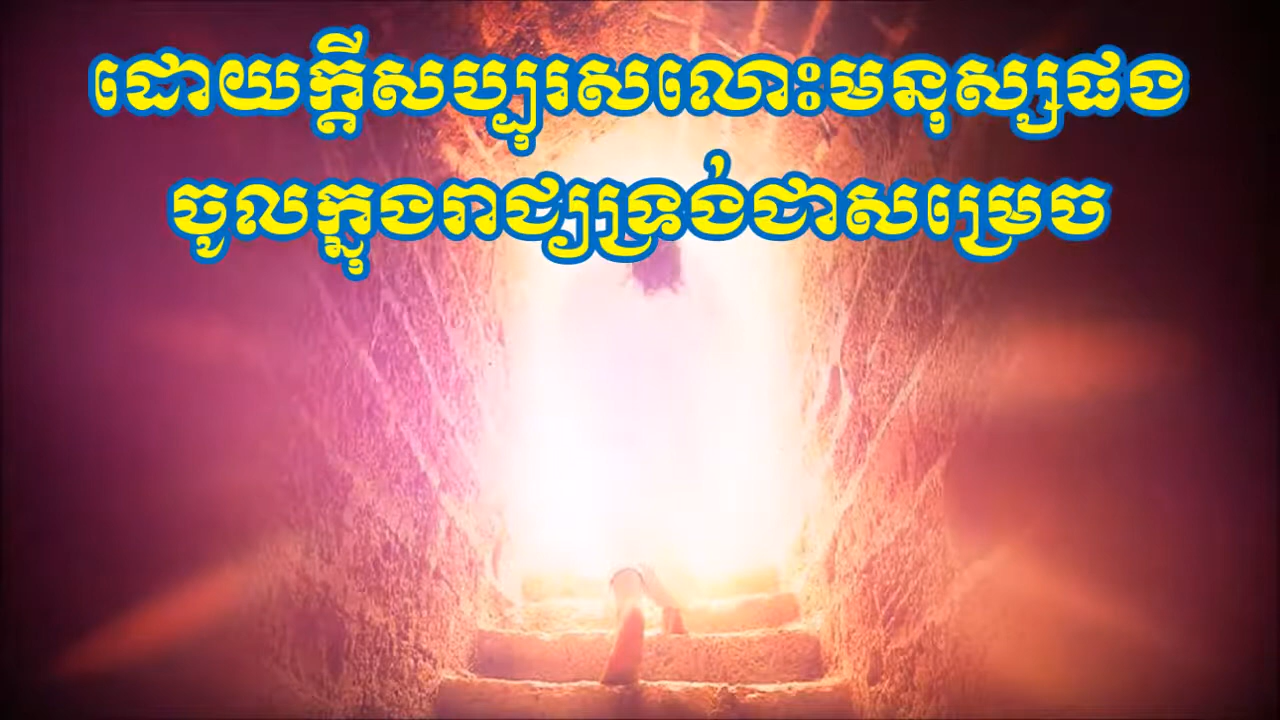 ដោយក្ដីសប្បុរសលោះមនុស្សផង
ចូលក្នុងរាជ្យទ្រង់ជាសម្រេច